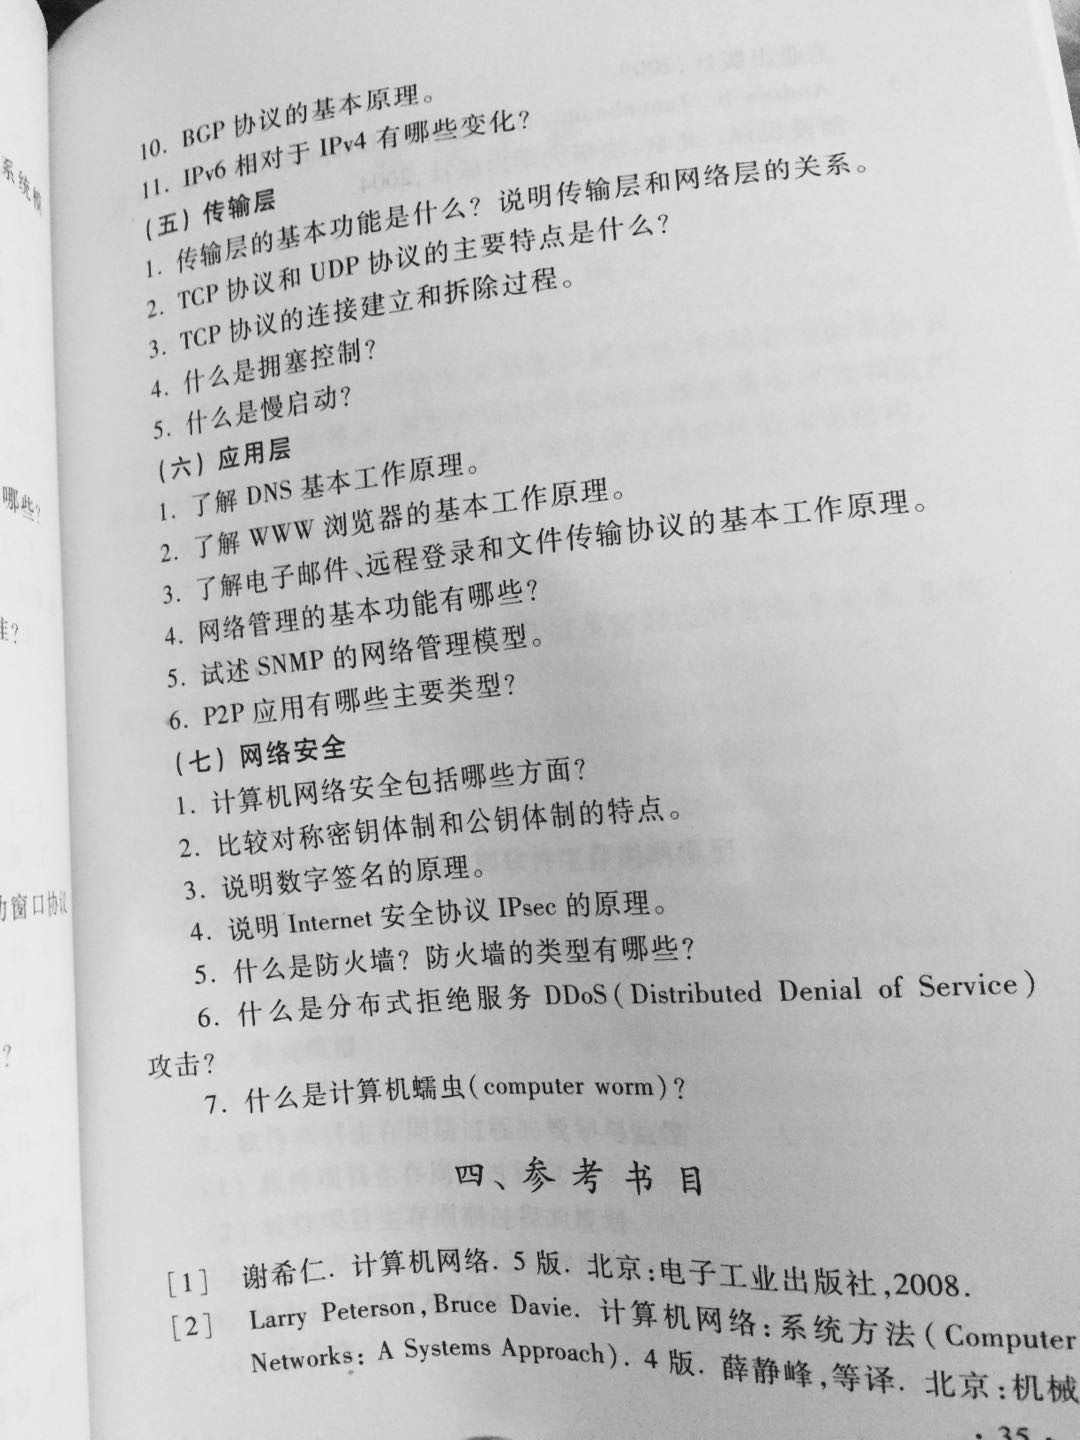 10. BGP 协议的基本原理。
11. IPv6 相对于 IPv4 有哪些变化?
(五) 传输层
1. 传输层的基本功能是什么? 说明传输层和网络层的关系。
2. TCP 协议和 UDP 协议的主要特点是什么?
3. TCP 协议的连接建立和拆除过程。
4. 什么是拥塞控制?
5. 什么是慢启动?
(六) 应用层
1. 了解 DNS 基本工作原理。
2. 了解 WWW 浏览器的基本工作原理。
3. 了解电子邮件、远程登录和文件传输协议的基本工作原理。
4. 网络管理的基本功能有哪些?
5. 试述 SNMP 的网络管理模型。
6. P2P 应用有哪些主要类型?
(七) 网络安全
1. 计算机网络安全包括哪些方面?
2. 比较对称密钥体制和公钥体制的特点。
3. 说明数字签名的原理。
4. 说明 Internet 安全协议 IPsec 的原理。
5. 什么是防火墙? 防火墙的类型有哪些?
6. 什么是分布式拒绝服务 DDoS(Distributed Denial of Service)
攻击?
7. 什么是计算机蠕虫(computer worm)?
四、参考书目
[1] 谢希仁. 计算机网络. 5 版. 北京:电子工业出版社,2008.
[2] Larry Peterson,Bruce Davie. 计算机网络:系统方法(Computer
Networks: A Systems Approach). 4 版. 薛静峰,等译. 北京:机械
· 35 ·
系统
哪些?
窗口协议
?